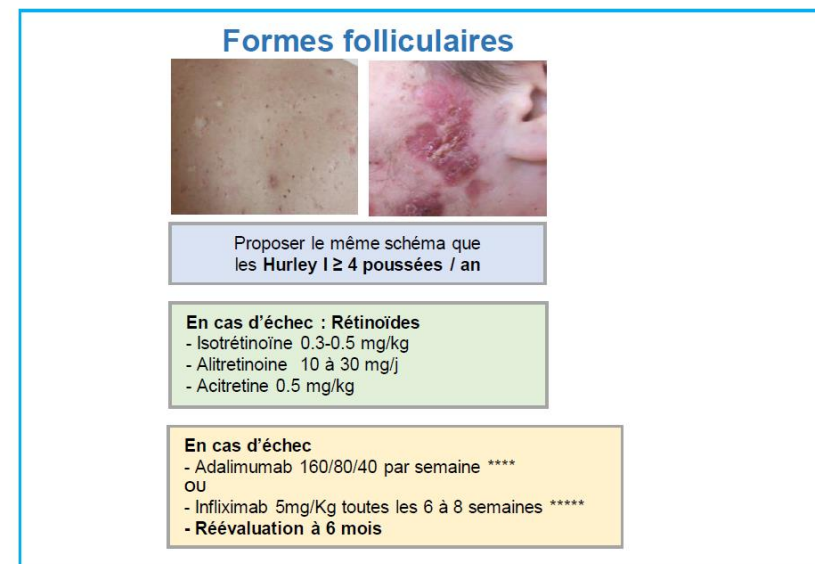 Formes folliculaires
Proposer le même schéma que
les Hurley I ≥ 4 poussées / an
En cas d’échec : Rétinoïdes
- Isotrétinoïne 0.3-0.5 mg/kg
- Alitretinoine 10 à 30 mg/j
- Acitretine 0.5 mg/kg
En cas d’échec
- Adalimumab 160/80/40 par semaine ****
OU
- Infliximab 5mg/Kg toutes les 6 à 8 semaines *****
- Réévaluation à 6 mois